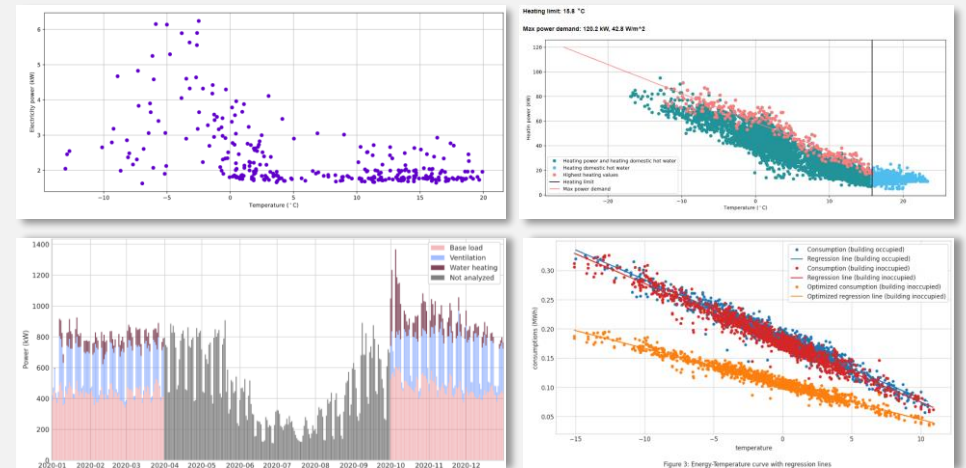 6
5
4
3
2
Electricity power (kW)
−10
−5
0
5
10
15
20
Temperature (°C)
Heating limit: 15.8 °C
Max power demand: 120.2 kW, 42.8 W/m^2
120
100
80
60
40
20
0
Heating power and heating domestic hot water
Heating domestic hot water
Highest heating values
Heating limit
Max power demand
−20
−10
0
10
20
Temperature (°C)
1400
1200
1000
800
600
400
200
0
Power (kW)
Base load
Ventilation
Water heating
Not analyzed
2020-01 2020-02 2020-03 2020-04 2020-05 2020-06 2020-07 2020-08 2020-09 2020-10 2020-11 2020-12
0.30
0.25
0.20
0.15
0.10
0.05
consumptions (MWh)
Consumption (building occupied)
Regression line (building occupied)
Consumption (building inoccupied)
Regression line (building inoccupied)
Optimized consumption (building inoccupied)
Optimized regression line (building inoccupied)
−15
−10
−5
0
5
10
temperature
Figure 3: Energy-Temperature curve with regression lines